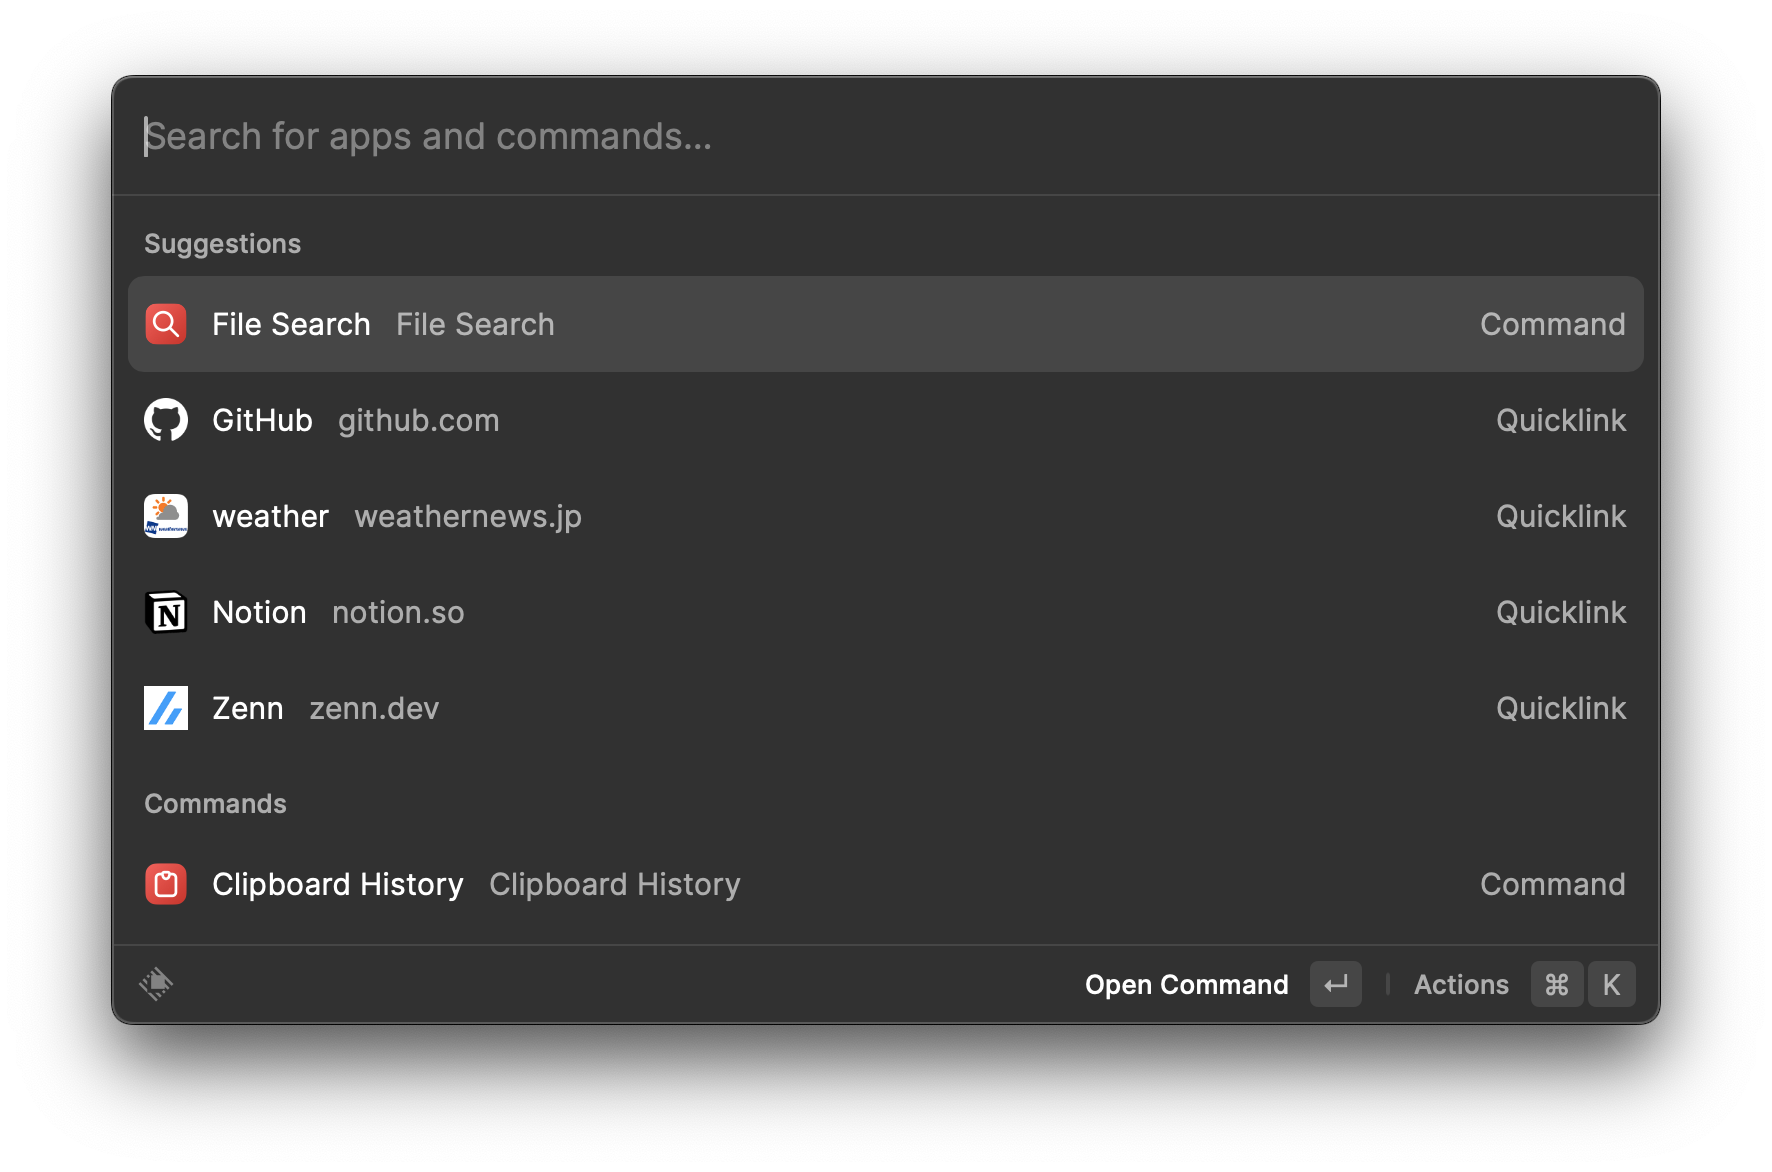 Search for apps and commands...
Suggestions
File Search File Search Command
GitHub github.com Quicklink
weather weathernews.jp Quicklink
Notion notion.so Quicklink
Zenn zenn.dev Quicklink
Commands
Clipboard History Clipboard History Command
Open Command ↵ Actions ⌘ K